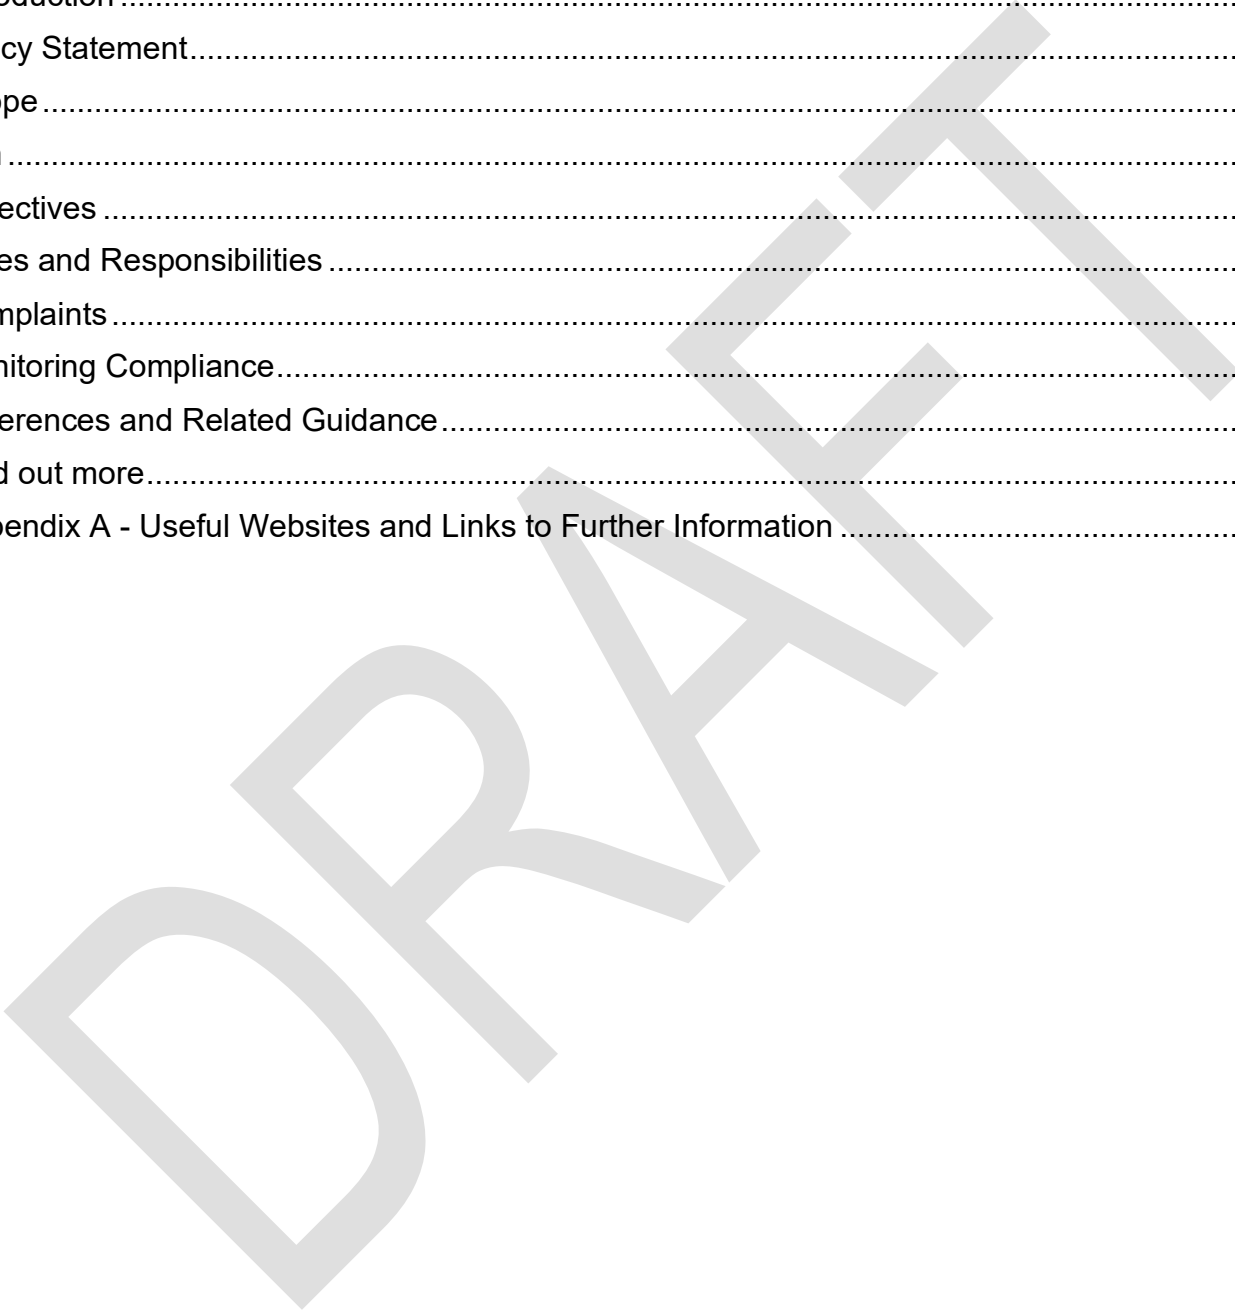 oduction
cy Statement
ope
ectives
es and Responsibilities
mplaints
nitoring Compliance
erences and Related Guidance
d out more
pendix A - Useful Websites and Links to Further Information
DRAFT